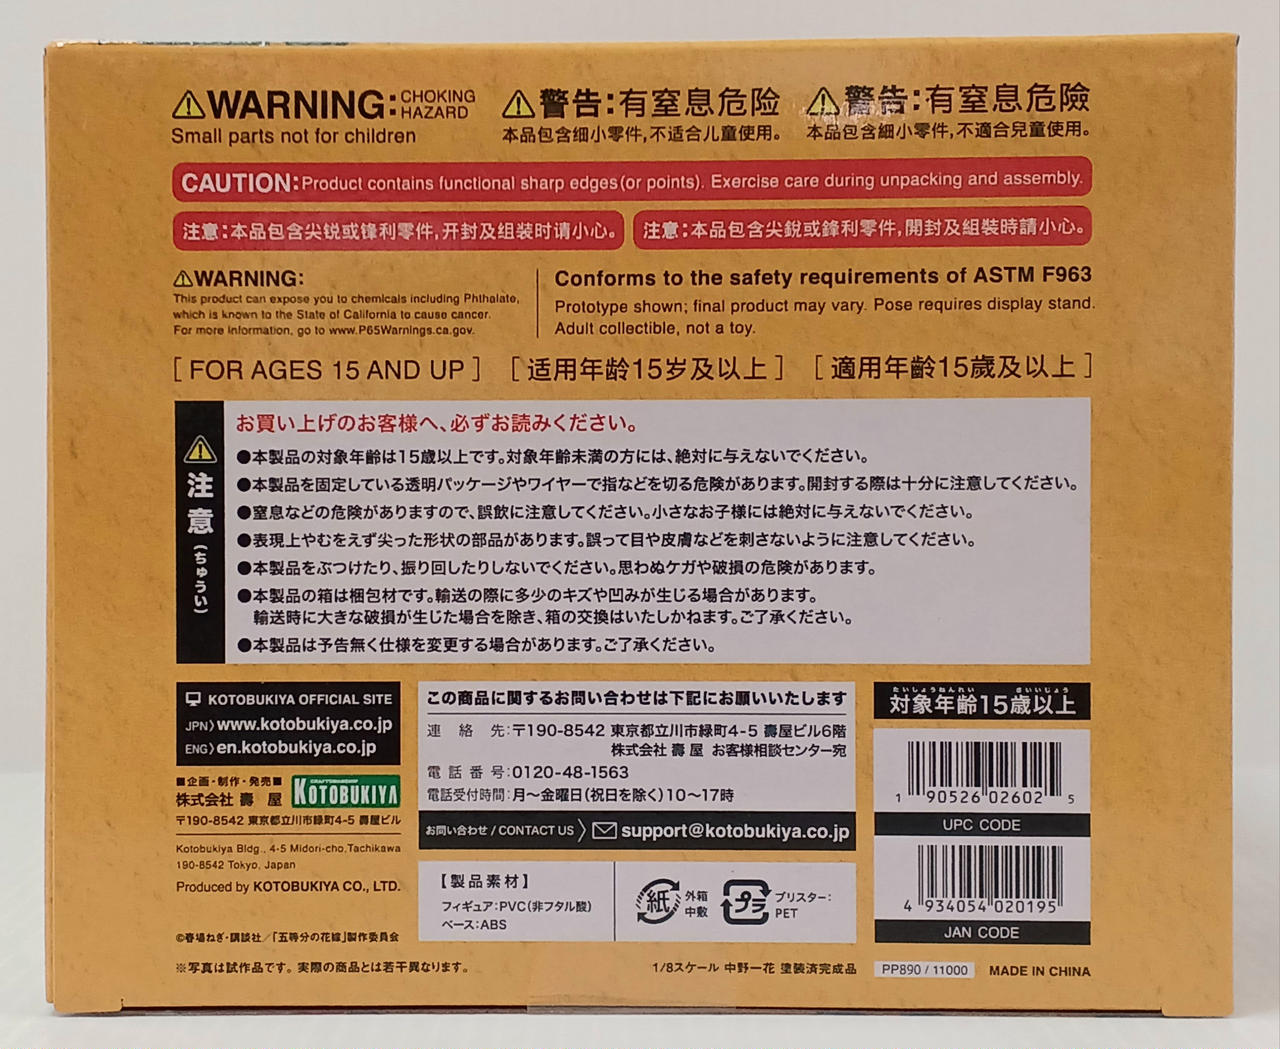 ⚠WARNING: CHOKING HAZARD
Small parts not for children
⚠警告:有窒息危险
本品包含细小零件,不适合儿童使用。
⚠警告:有窒息危險
本品包含細小零件,不適合兒童使用。
CAUTION: Product contains functional sharp edges(or points). Exercise care during unpacking and assembly.
注意:本品包含尖锐或锋利零件,开封及组装时请小心。
注意:本品包含尖銳或鋒利零件,開封及組裝時請小心。
⚠WARNING:
This product can expose you to chemicals including Phthalate,
which is known to the State of California to cause cancer.
For more information, go to www.P65Warnings.ca.gov.
Conforms to the safety requirements of ASTM F963
Prototype shown; final product may vary. Pose requires display stand.
Adult collectible, not a toy.
[ FOR AGES 15 AND UP ]
[ 适用年龄15岁及以上 ]
[ 適用年齡15歲及以上 ]
注意(ちゅうい)
お買い上げのお客様へ、必ずお読みください。
●本製品の対象年齢は15歳以上です。対象年齢未満の方には、絶対に与えないでください。
●本製品を固定している透明パッケージやワイヤーで指などを切る危険があります。開封する際は十分に注意してください。
●窒息などの危険がありますので、誤飲に注意してください。小さなお子様には絶対に与えないでください。
●表現上やむをえず尖った形状の部品があります。誤って目や皮膚などを刺さないように注意してください。
●本製品をぶつけたり、振り回したりしないでください。思わぬケガや破損の危険があります。
●本製品の箱は梱包材です。輸送の際に多少のキズや凹みが生じる場合があります。
輸送時に大きな破損が生じた場合を除き、箱の交換はいたしかねます。ご了承ください。
●本製品は予告無く仕様を変更する場合があります。ご了承ください。
KOTOBUKIYA OFFICIAL SITE
JPN〉www.kotobukiya.co.jp
ENG〉en.kotobukiya.co.jp
■企画・制作・発売■
株式会社 壽 屋
CRAFTSMANSHIP
KOTOBUKIYA
〒190-8542 東京都立川市緑町4-5 壽屋ビル
Kotobukiya Bldg., 4-5 Midori-cho,Tachikawa
190-8542 Tokyo, Japan
Produced by KOTOBUKIYA CO., LTD.
©春場ねぎ・講談社／「五等分の花嫁」製作委員会
※写真は試作品です。実際の商品とは若干異なります。
この商品に関するお問い合わせは下記にお願いいたします
連絡先:〒190-8542 東京都立川市緑町4-5 壽屋ビル6階
株式会社 壽 屋 お客様相談センター宛
電話番号:0120-48-1563
電話受付時間:月～金曜日(祝日を除く)10～17時
お問い合わせ / CONTACT US 〉 support@kotobukiya.co.jp
【製品素材】
フィギュア:PVC(非フタル酸)
ベース:ABS
紙 外箱
中敷
プラ ブリスター:
PET
1/8スケール 中野一花 塗装済完成品
たいしょうねんれい さいいじょう
対象年齢15歳以上
1 90526 02602 5
UPC CODE
4 934054 020195
JAN CODE
PP890 / 11000
MADE IN CHINA